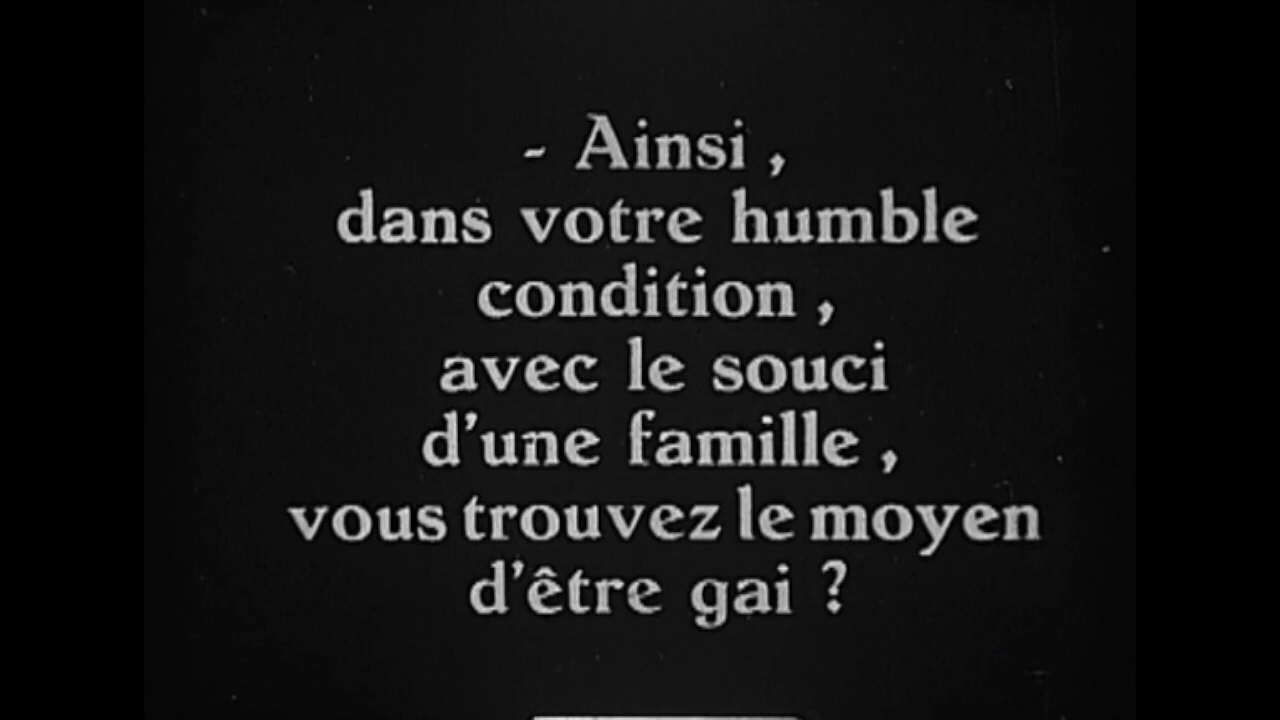 - Ainsi ,
dans votre humble
condition ,
avec le souci
d'une famille ,
vous trouvez le moyen
d'être gai ?